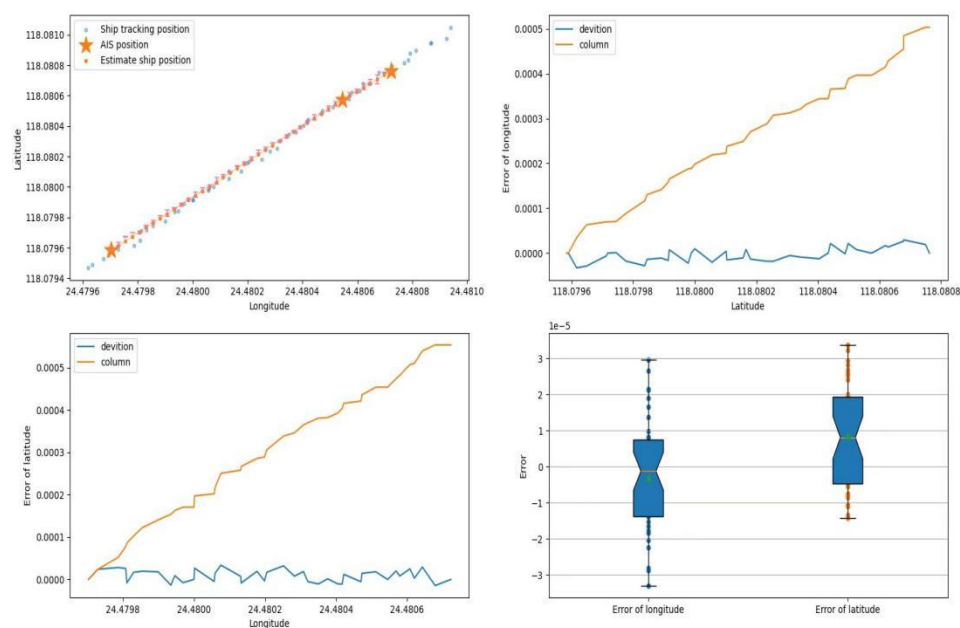 Ship tracking position
AIS position
Estimate ship position
118.0810
118.0808
118.0806
118.0804
118.0802
118.0800
118.0798
118.0796
118.0794
Latitude
24.4796 24.4798 24.4800 24.4802 24.4804 24.4806 24.4808 24.4810
Longitude
devition
column
0.0005
0.0004
0.0003
0.0002
0.0001
0.0000
Error of longitude
118.0796 118.0798 118.0800 118.0802 118.0804 118.0806 118.0808
Latitude
devition
column
0.0005
0.0004
0.0003
0.0002
0.0001
0.0000
Error of latitude
24.4798 24.4800 24.4802 24.4804 24.4806
Longitude
1e-5
3
2
1
0
−1
−2
−3
Error
Error of longitude Error of latitude